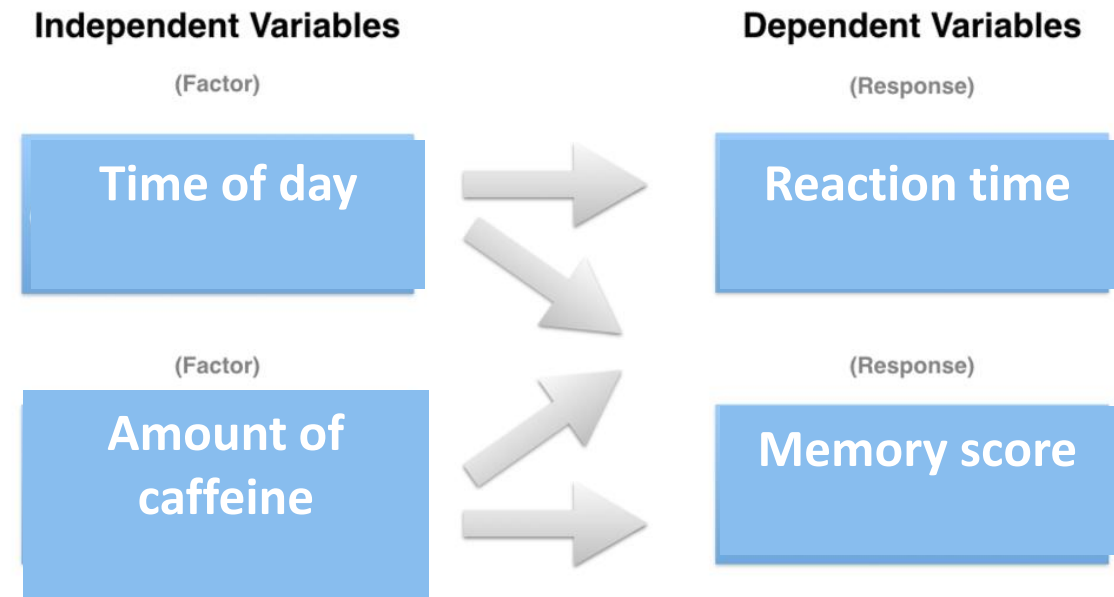 Independent Variables
Dependent Variables
(Factor)
(Response)
Time of day
Reaction time
(Factor)
(Response)
Amount of
caffeine
Memory score